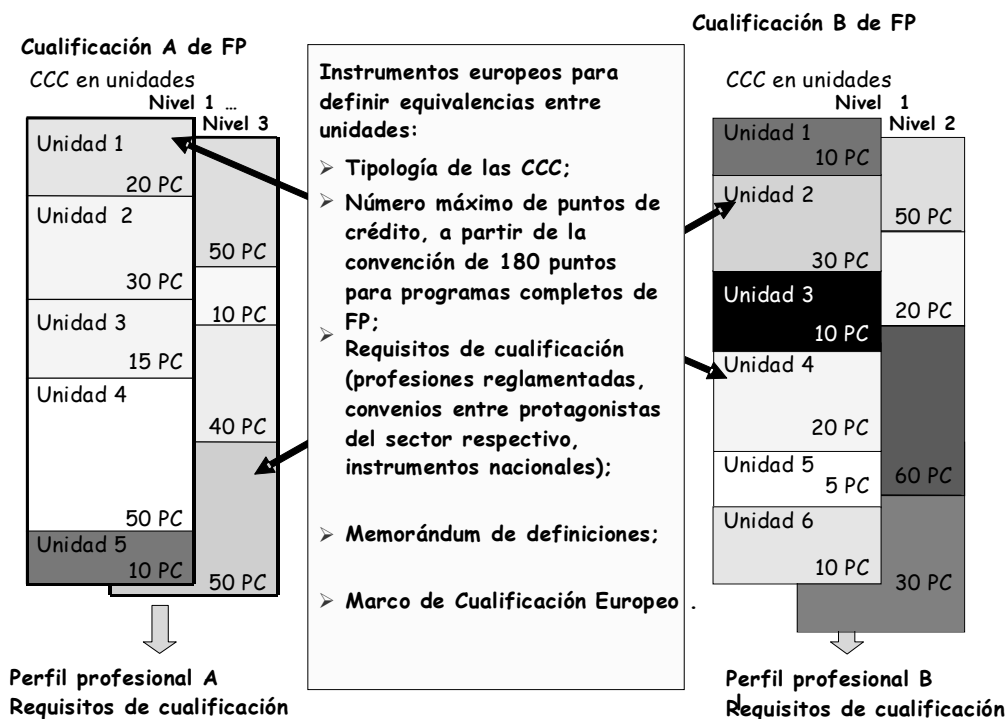 Cualificación A de FP
CCC en unidades
Nivel 1 …
Nivel 3
Unidad 1
20 PC
Unidad 2
30 PC
Unidad 3
15 PC
Unidad 4
50 PC
Unidad 5
10 PC
50 PC
10 PC
40 PC
50 PC
Perfil profesional A
Requisitos de cualificación
Instrumentos europeos para
definir equivalencias entre
unidades:
➢ Tipología de las CCC;
➢ Número máximo de puntos de
crédito, a partir de la
convención de 180 puntos
para programas completos de
FP;
➢ Requisitos de cualificación
(profesiones reglamentadas,
convenios entre protagonistas
del sector respectivo,
instrumentos nacionales);
➢ Memorándum de definiciones;
➢ Marco de Cualificación Europeo .
Cualificación B de FP
CCC en unidades
Nivel 1
Nivel 2
Unidad 1
10 PC
Unidad 2
30 PC
Unidad 3
10 PC
Unidad 4
20 PC
Unidad 5
5 PC
Unidad 6
10 PC
50 PC
20 PC
60 PC
30 PC
Perfil profesional B
Requisitos de cualificación